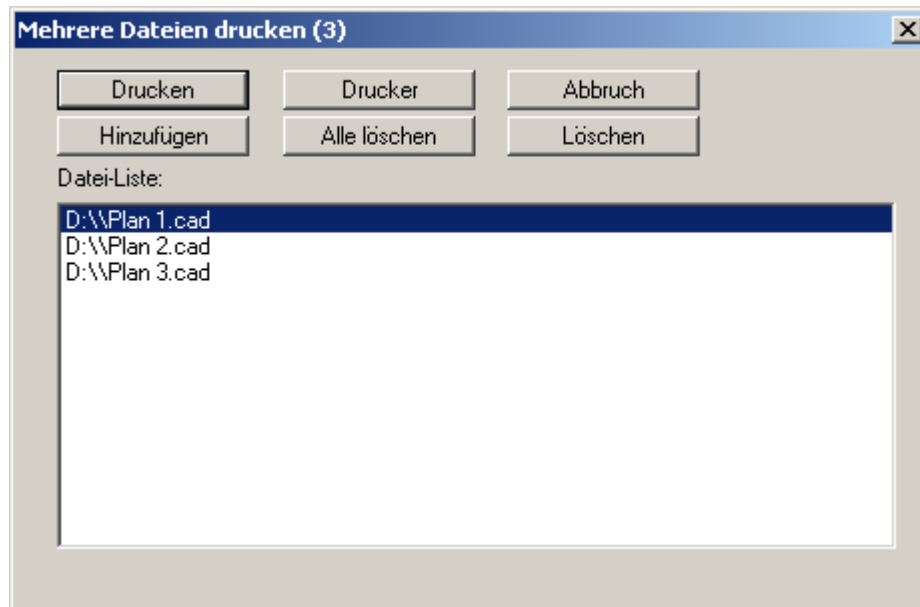 Mehrere Dateien drucken (3)
Drucken Drucker Abbruch
Hinzufügen Alle löschen Löschen
Datei-Liste:
D:\\Plan 1.cad
D:\\Plan 2.cad
D:\\Plan 3.cad